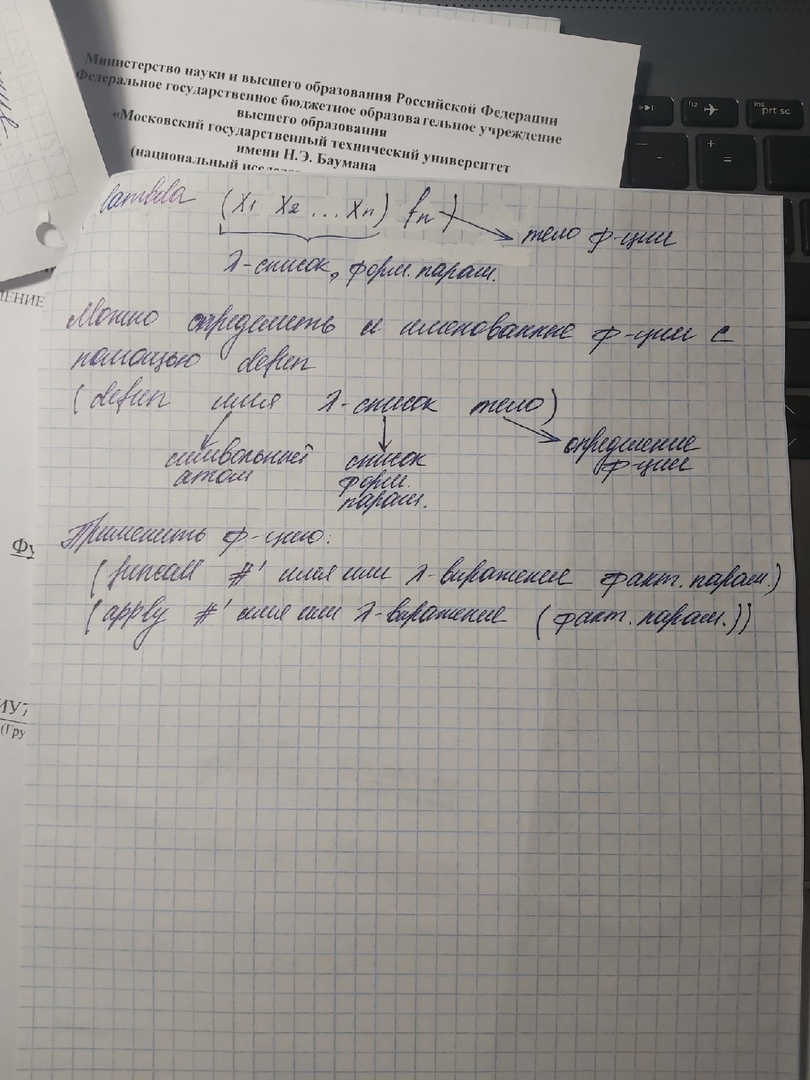 Министерство науки и высшего образования Российской Федерации
Федеральное государственное бюджетное образовательное учреждение
высшего образования
«Московский государственный технический университет
имени Н.Э. Баумана
(национальный
lambda (x1 x2 ... xn) fn) тело ф-ции
λ-список, форм. парам.
Можно определить и именованные ф-ции с
помощью defun
(defun имя λ-список тело)
символьный атом
список форм. парам.
определение ф-ции
Применить ф-цию:
(funcall #' имя или λ-выражение факт. парам.)
(apply #' имя или λ-выражение (факт. парам.))
ИУ7
prt sc